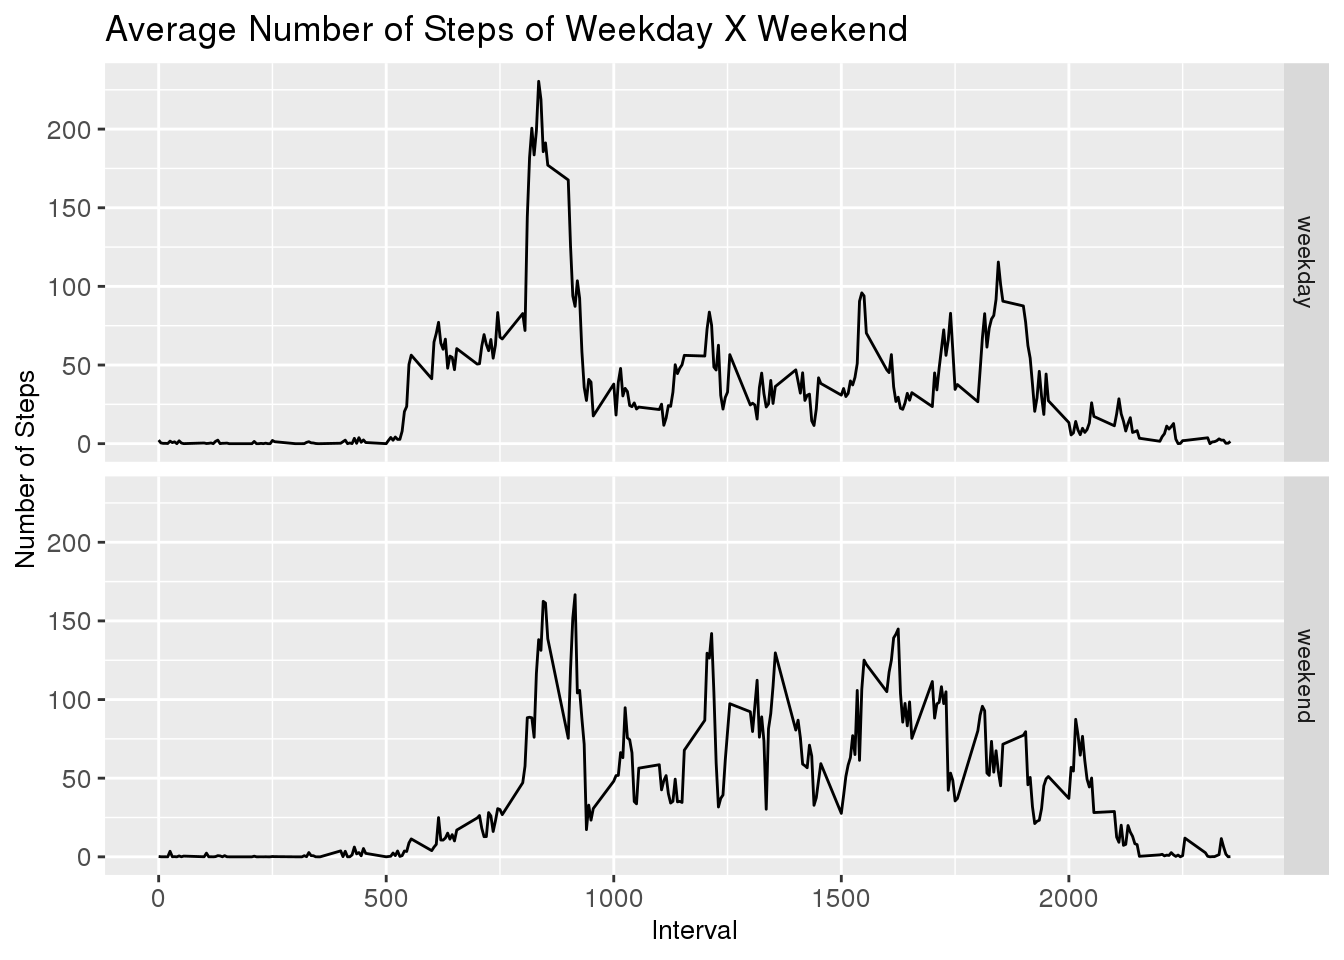 Average Number of Steps of Weekday X Weekend
Number of Steps
200
150
100
50
0
weekday
200
150
100
50
0
weekend
0 500 1000 1500 2000
Interval